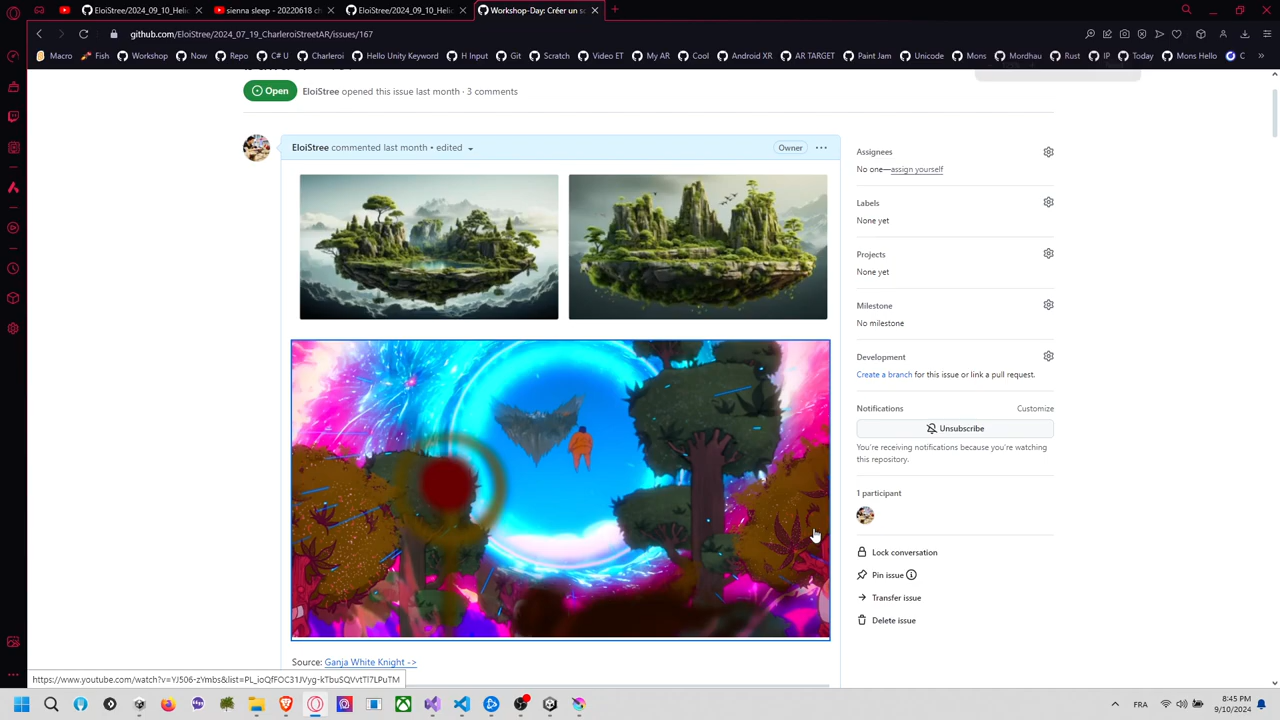 sienna sleep - 20220618 ch
EloiStree/2024_09_10_Helic
EloiStree/2024_09_10_Helic
Workshop-Day: Créer un sc
github.com/EloiStree/2024_07_19_CharleroiStreetAR/issues/167
Macro Fish Workshop Now Repo C# U Charleroi Hello Unity Keyword H Input Git Scratch Video ET My AR Cool Android XR AR TARGET Paint Jam Unicode Mons Mordhau Rust IP Today Mons Hello C »
Open EloiStree opened this issue last month · 3 comments
EloiStree commented last month • edited Owner
Assignees
No one—assign yourself
Labels
None yet
Projects
None yet
Milestone
No milestone
Development
Create a branch for this issue or link a pull request.
Notifications Customize
Unsubscribe
You're receiving notifications because you're watching
this repository.
1 participant
Lock conversation
Pin issue
Transfer issue
Delete issue
Source: Ganja White Knight ->
https://www.youtube.com/watch?v=YJ506-zYmbs&list=PL_ioQfFOC31JVyg-kTbuSQVvtTl7LPuTM
FRA
8:45 PM
9/10/2024